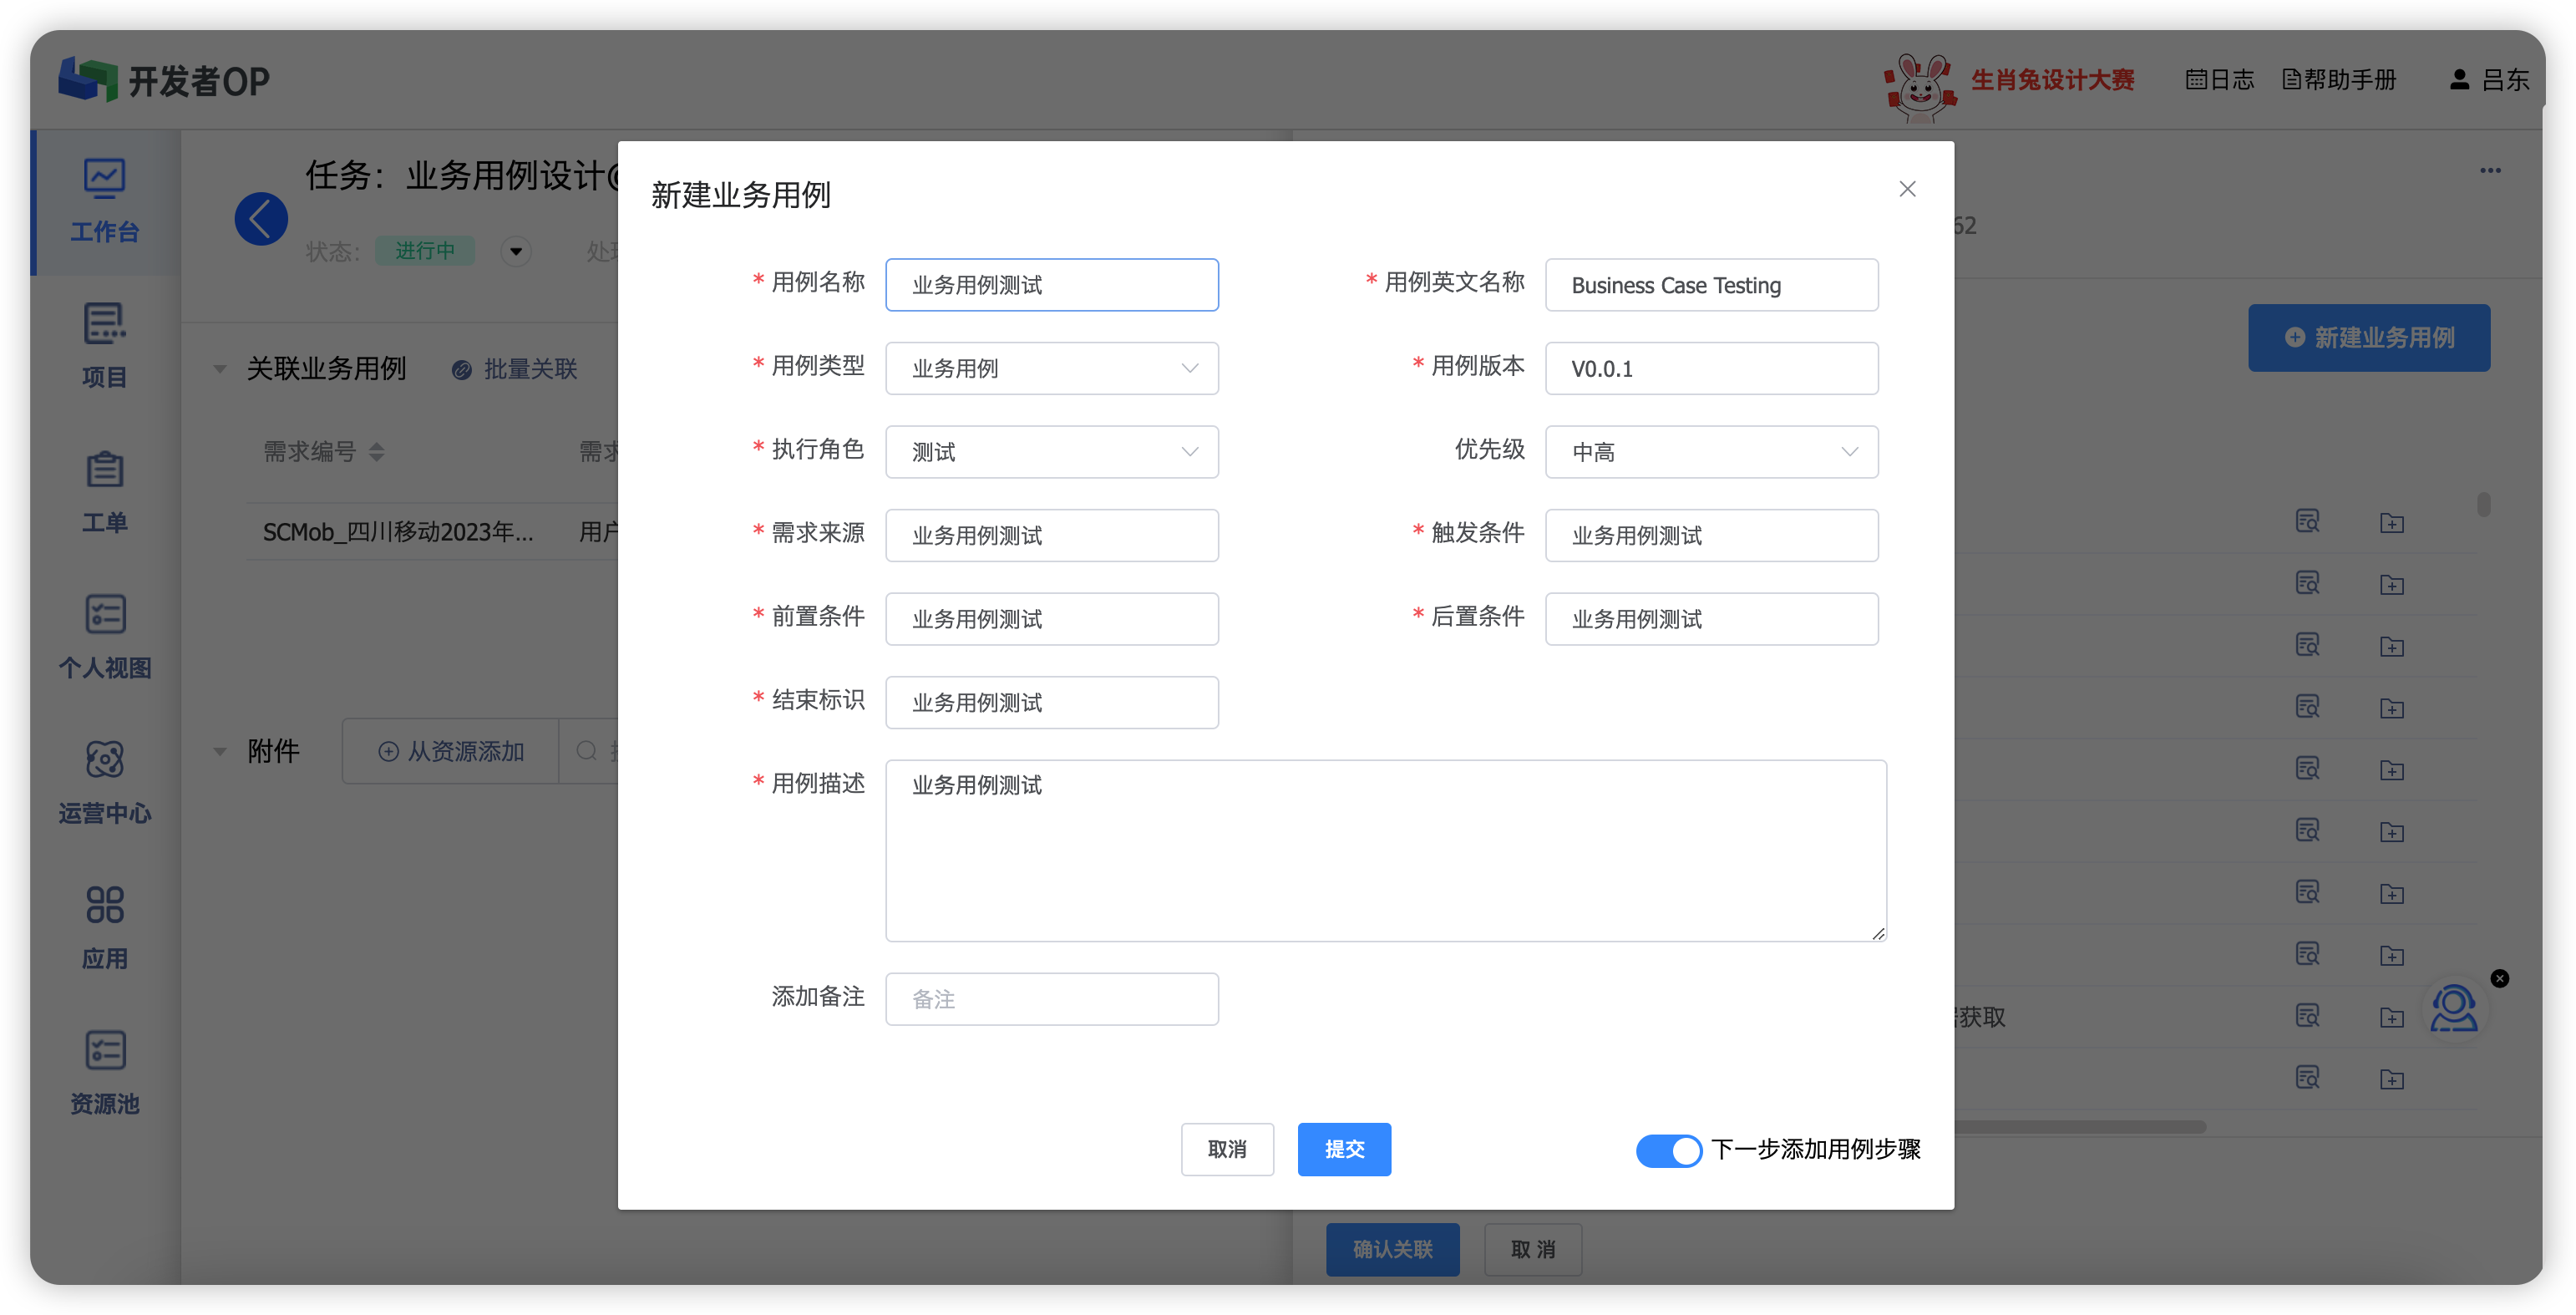 开发者OP
生肖兔设计大赛 日志 帮助手册 吕东
工作台
项目
工单
个人视图
运营中心
应用
资源池
任务：业务用例设计@
状态： 进行中
关联业务用例 批量关联
需求编号 需求
SCMob_四川移动2023年... 用户
附件 从资源添加
62
新建业务用例
获取
新建业务用例
* 用例名称 业务用例测试 * 用例英文名称 Business Case Testing
* 用例类型 业务用例 * 用例版本 V0.0.1
* 执行角色 测试 优先级 中高
* 需求来源 业务用例测试 * 触发条件 业务用例测试
* 前置条件 业务用例测试 * 后置条件 业务用例测试
* 结束标识 业务用例测试
* 用例描述 业务用例测试
添加备注 备注
取消 提交 下一步添加用例步骤
确认关联 取 消